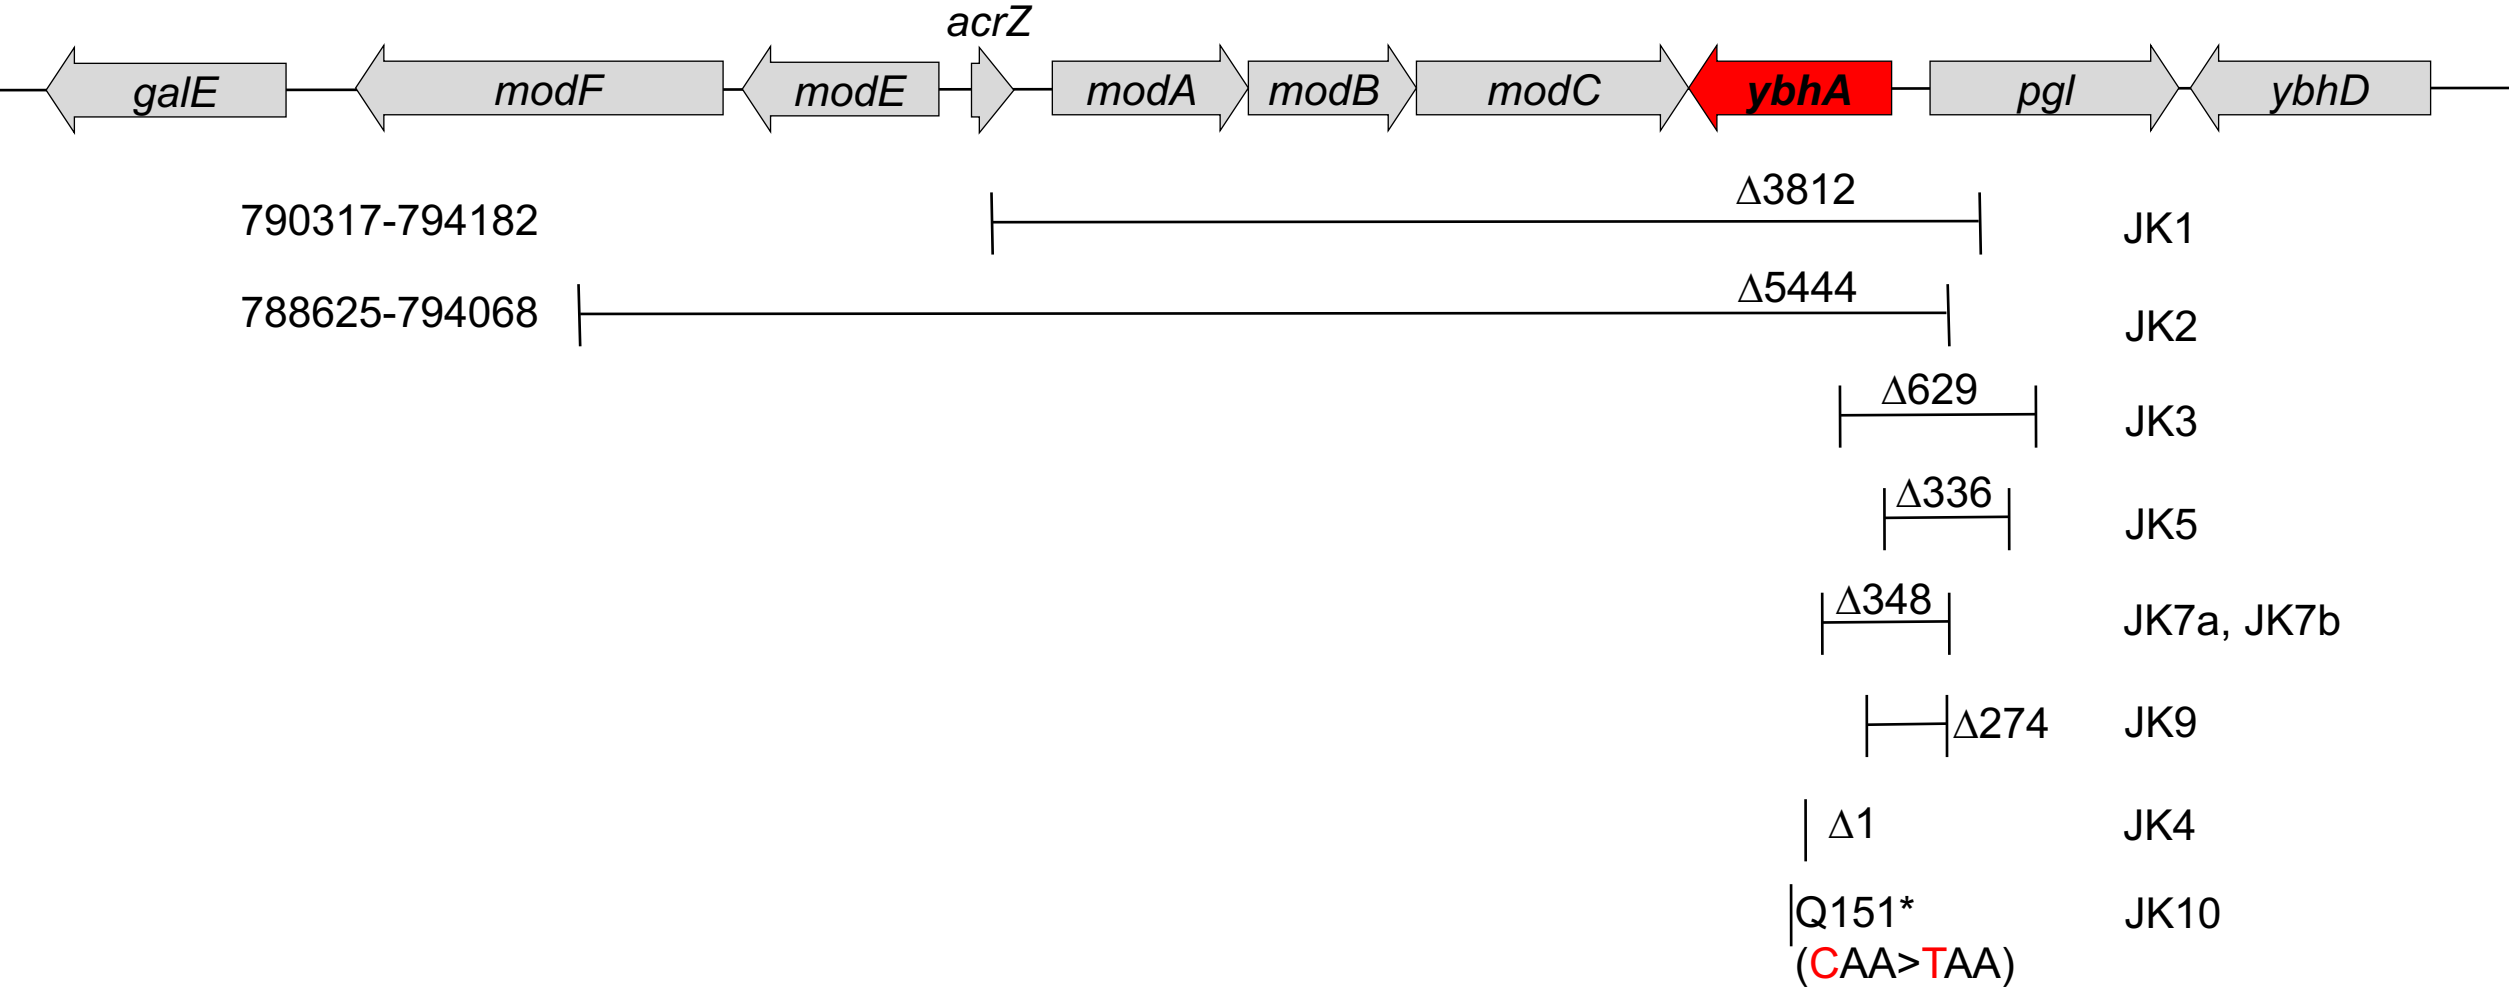 acrZ
galE modF modE modA modB modC ybhA pgl ybhD
790317-794182 Δ3812 JK1
788625-794068 Δ5444 JK2
Δ629 JK3
Δ336 JK5
Δ348 JK7a, JK7b
Δ274 JK9
Δ1 JK4
Q151* JK10
(CAA>TAA)